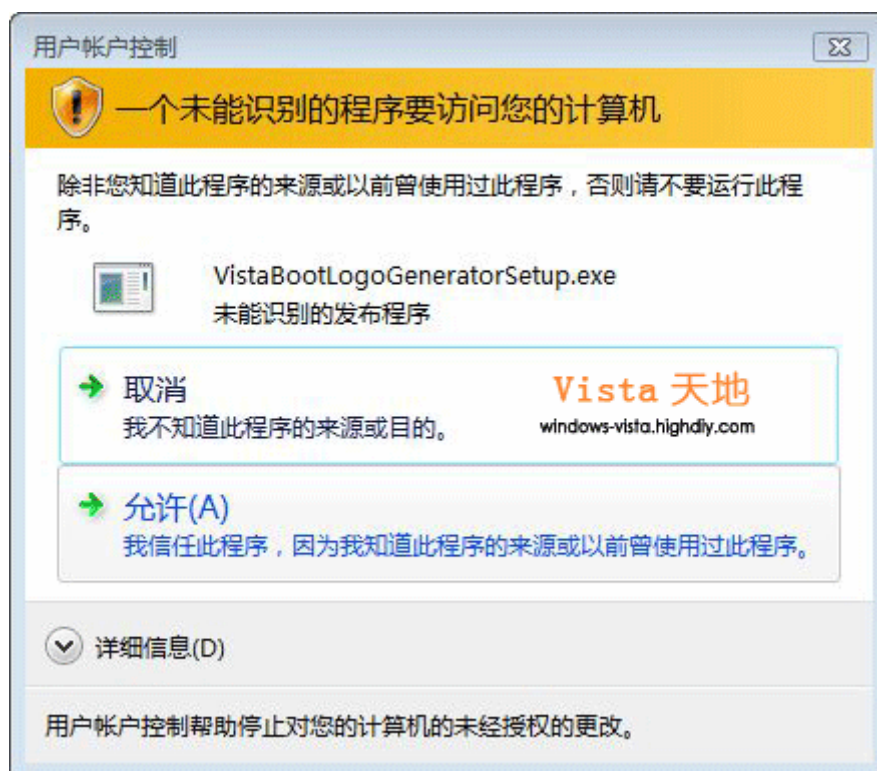 用户帐户控制
一个未能识别的程序要访问您的计算机
除非您知道此程序的来源或以前曾使用过此程序，否则请不要运行此程
序。
VistaBootLogoGeneratorSetup.exe
未能识别的发布程序
取消
我不知道此程序的来源或目的。
Vista 天地
windows-vista.highdiy.com
允许(A)
我信任此程序，因为我知道此程序的来源或以前曾使用过此程序。
详细信息(D)
用户帐户控制帮助停止对您的计算机的未经授权的更改。